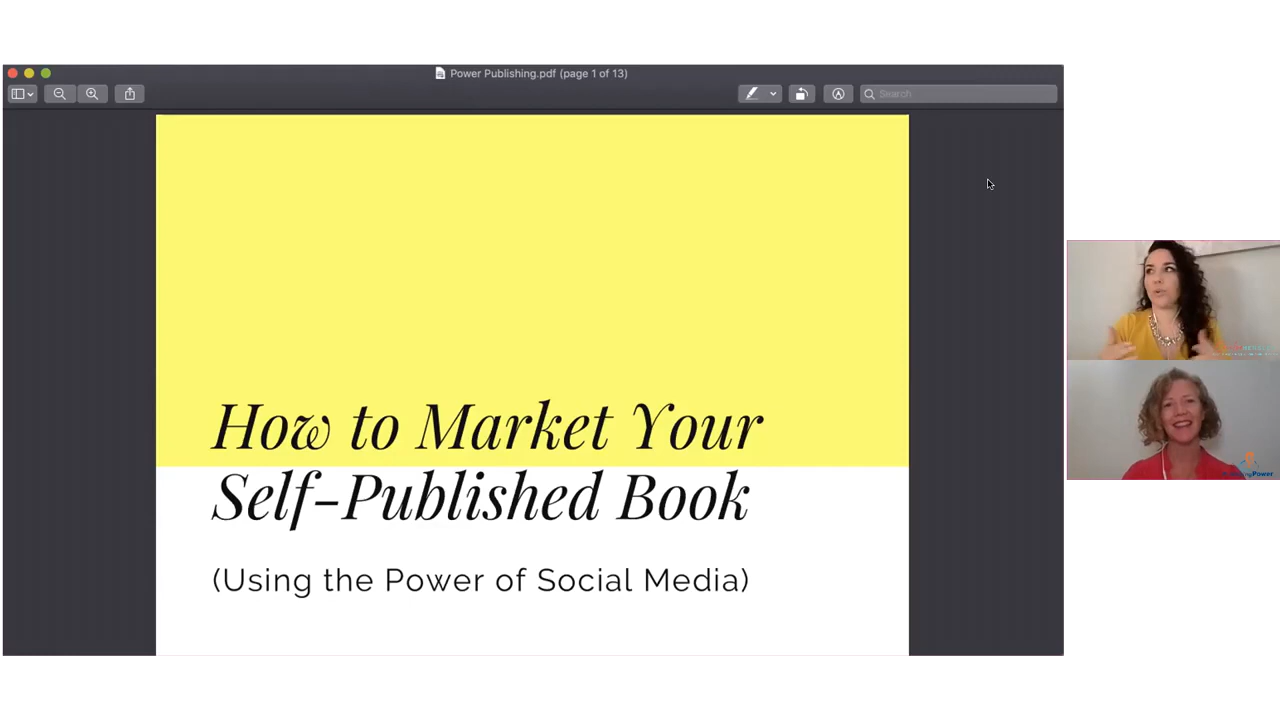 Power Publishing.pdf (page 1 of 13)
Search
How to Market Your
Self-Published Book
(Using the Power of Social Media)